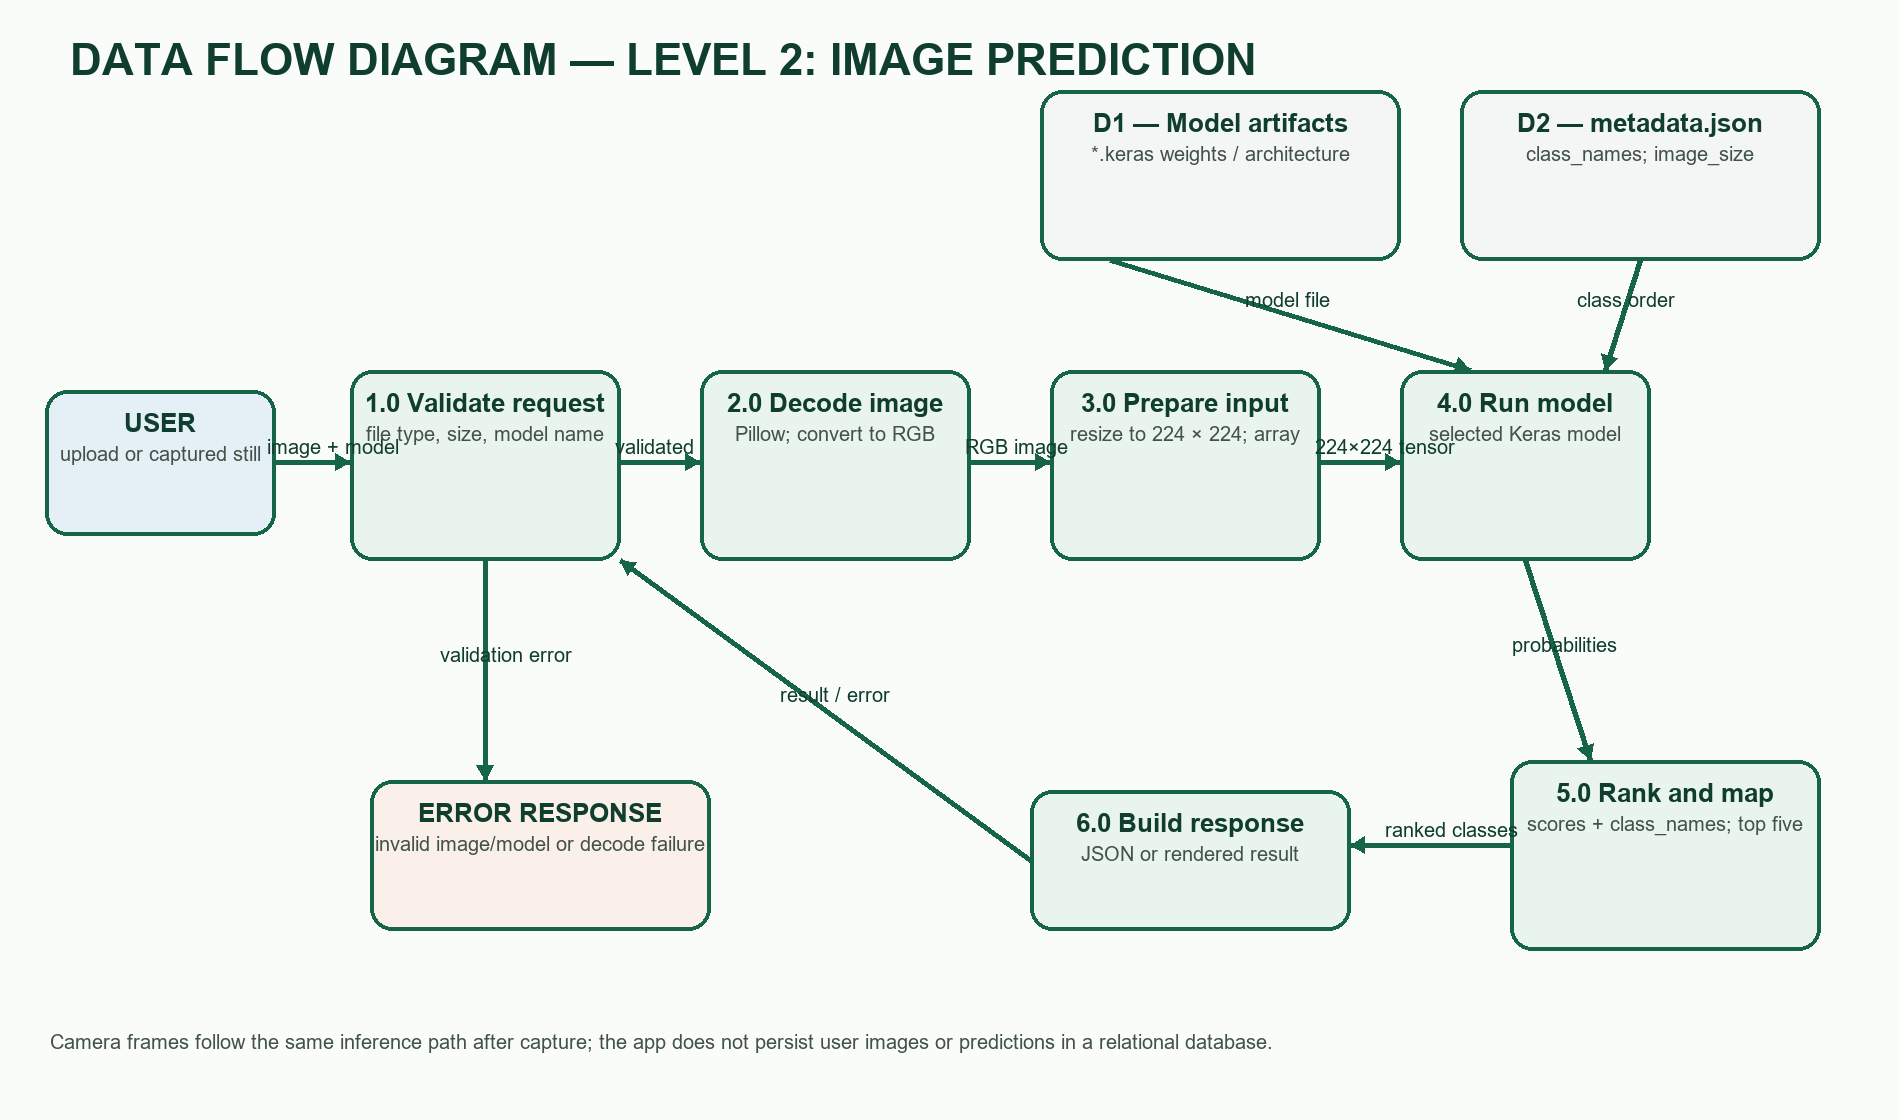 DATA FLOW DIAGRAM — LEVEL 2: IMAGE PREDICTION
D1 — Model artifacts
*.keras weights / architecture
D2 — metadata.json
class_names; image_size
model file
class order
USER
upload or captured still
image + model
1.0 Validate request
file type, size, model name
validated
2.0 Decode image
Pillow; convert to RGB
RGB image
3.0 Prepare input
resize to 224 × 224; array
224×224 tensor
4.0 Run model
selected Keras model
validation error
result / error
probabilities
ERROR RESPONSE
invalid image/model or decode failure
6.0 Build response
JSON or rendered result
ranked classes
5.0 Rank and map
scores + class_names; top five
Camera frames follow the same inference path after capture; the app does not persist user images or predictions in a relational database.